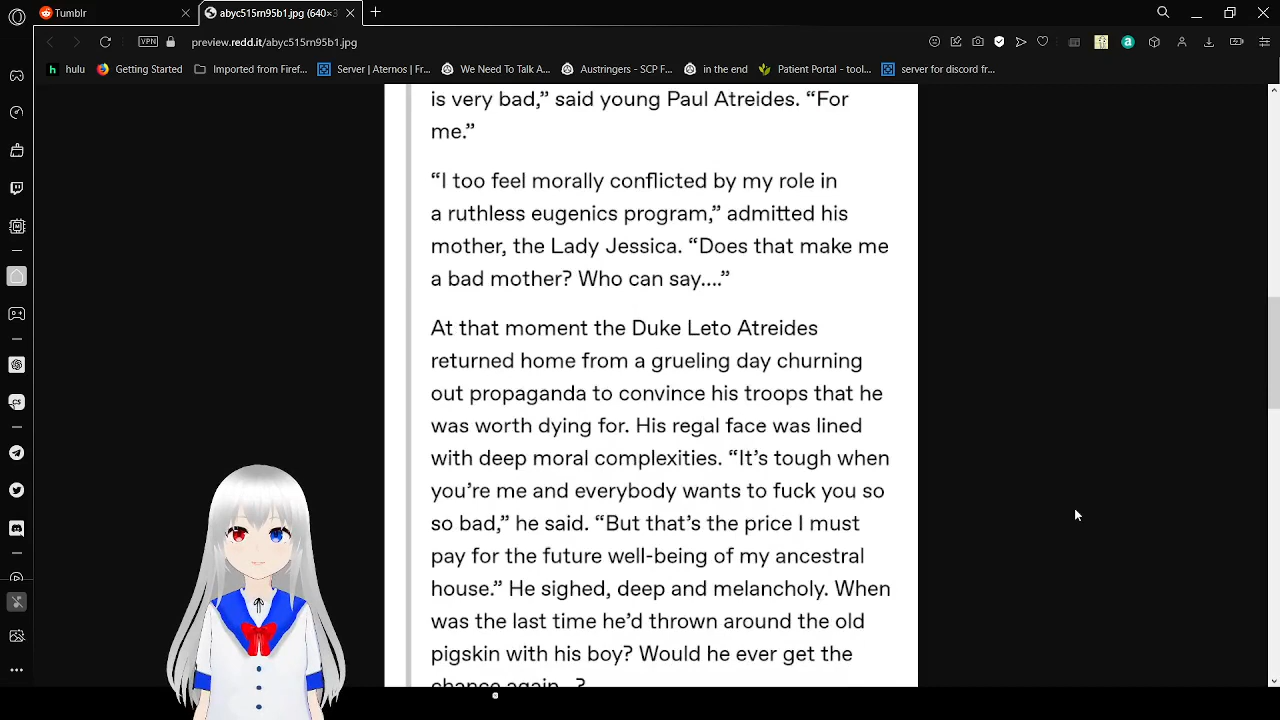 Tumblr
abyc515rn95b1.jpg (640×3
VPN
preview.redd.it/abyc515rn95b1.jpg
hulu
Getting Started
Imported from Firef...
Server | Aternos | Fr...
We Need To Talk A...
Austringers - SCP F...
in the end
Patient Portal - tool...
server for discord fr...
is very bad,” said young Paul Atreides. “For
me.”
“I too feel morally conflicted by my role in
a ruthless eugenics program,” admitted his
mother, the Lady Jessica. “Does that make me
a bad mother? Who can say....”
At that moment the Duke Leto Atreides
returned home from a grueling day churning
out propaganda to convince his troops that he
was worth dying for. His regal face was lined
with deep moral complexities. “It’s tough when
you’re me and everybody wants to fuck you so
so bad,” he said. “But that’s the price I must
pay for the future well-being of my ancestral
house.” He sighed, deep and melancholy. When
was the last time he’d thrown around the old
pigskin with his boy? Would he ever get the
chance again...?